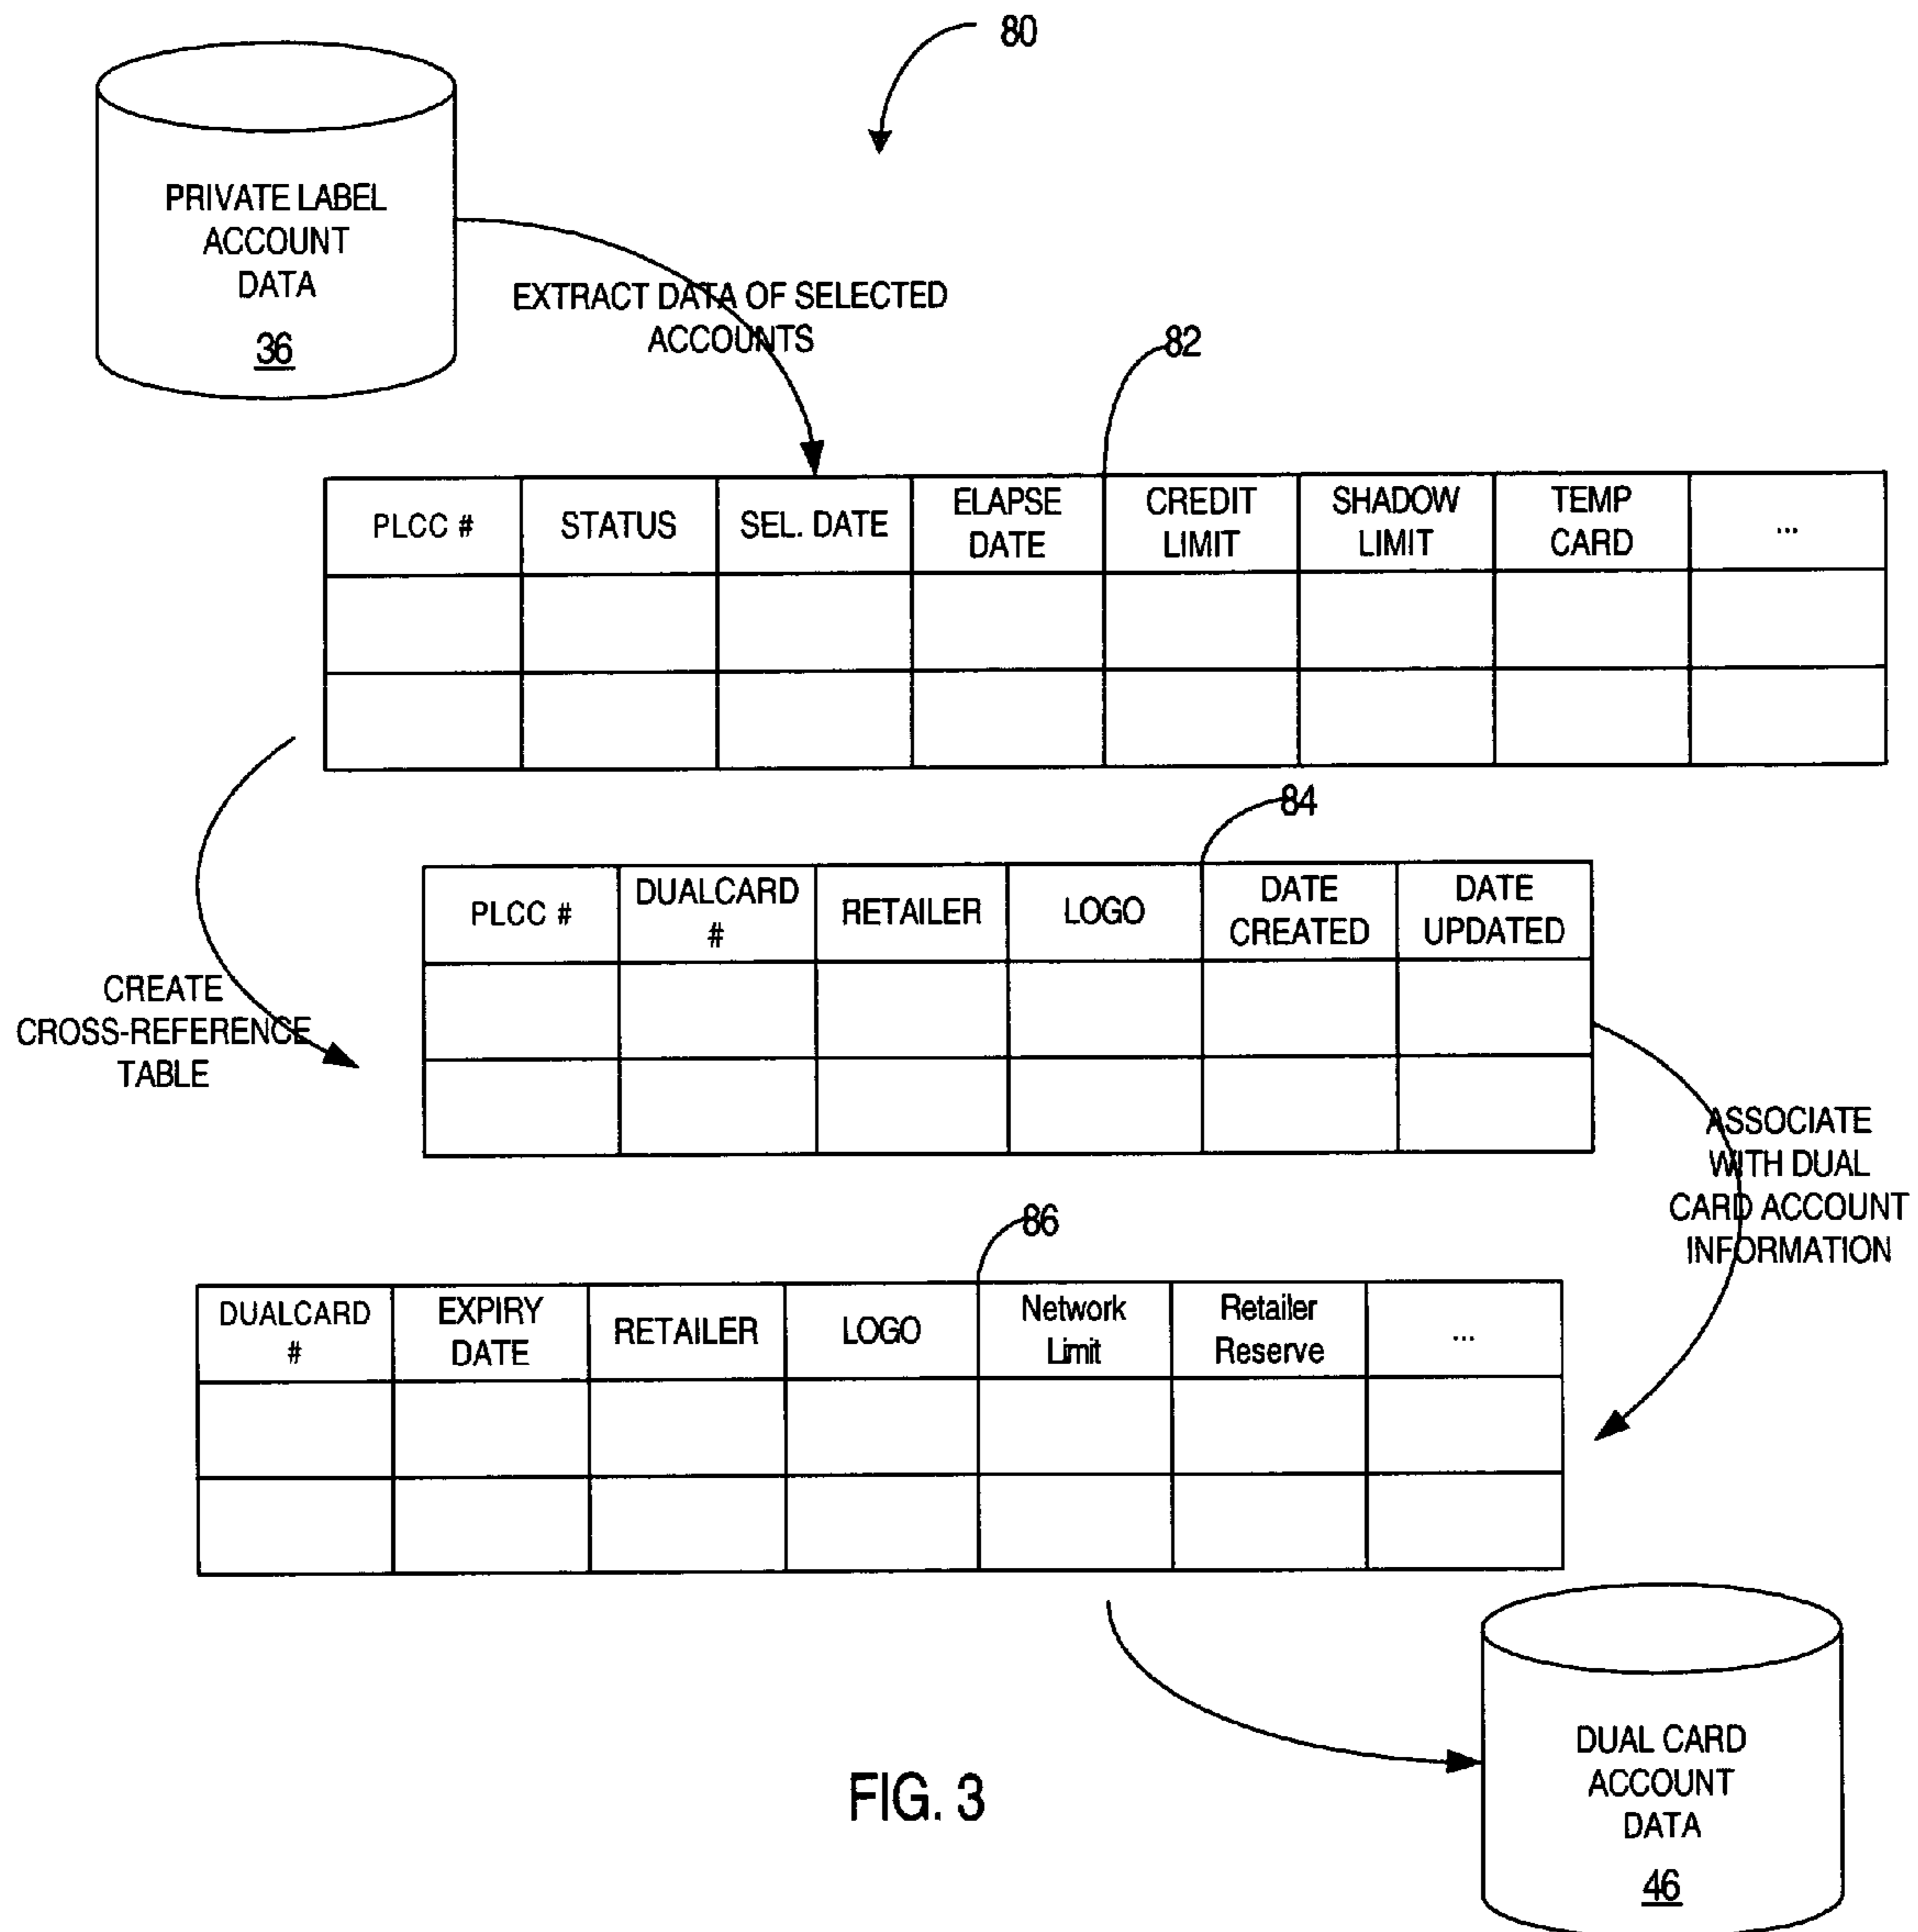 80
PRIVATE LABEL
ACCOUNT
DATA
36
EXTRACT DATA OF SELECTED
ACCOUNTS
82
PLCC # STATUS SEL. DATE ELAPSE DATE CREDIT LIMIT SHADOW LIMIT TEMP CARD ...
84
PLCC # DUALCARD # RETAILER LOGO DATE CREATED DATE UPDATED
CREATE
CROSS-REFERENCE
TABLE
ASSOCIATE
WITH DUAL
CARD ACCOUNT
INFORMATION
86
DUALCARD # EXPIRY DATE RETAILER LOGO Network Limit Retailer Reserve ...
DUAL CARD
ACCOUNT
DATA
46
FIG. 3